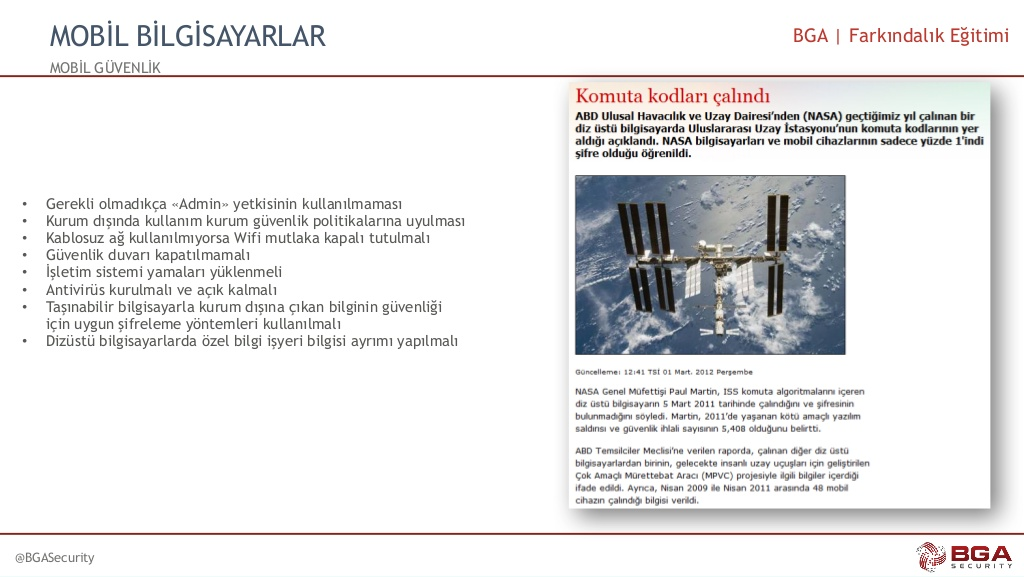 MOBİL BİLGİSAYARLAR
BGA | Farkındalık Eğitimi
MOBİL GÜVENLİK
• Gerekli olmadıkça «Admin» yetkisinin kullanılmaması
• Kurum dışında kullanım kurum güvenlik politikalarına uyulması
• Kablosuz ağ kullanılmıyorsa Wifi mutlaka kapalı tutulmalı
• Güvenlik duvarı kapatılmamalı
• İşletim sistemi yamaları yüklenmeli
• Antivirüs kurulmalı ve açık kalmalı
• Taşınabilir bilgisayarla kurum dışına çıkan bilginin güvenliği
için uygun şifreleme yöntemleri kullanılmalı
• Dizüstü bilgisayarlarda özel bilgi işyeri bilgisi ayrımı yapılmalı
Komuta kodları çalındı
ABD Ulusal Havacılık ve Uzay Dairesi'nden (NASA) geçtiğimiz yıl çalınan bir
diz üstü bilgisayarda Uluslararası Uzay İstasyonu'nun komuta kodlarının yer
aldığı açıklandı. NASA bilgisayarları ve mobil cihazlarının sadece yüzde 1'indi
şifre olduğu öğrenildi.
Güncelleme: 12:41 TSİ 01 Mart. 2012 Perşembe
NASA Genel Müfettişi Paul Martin, ISS komuta algoritmalarını içeren
diz üstü bilgisayarın 5 Mart 2011 tarihinde çalındığını ve şifresinin
bulunmadığını söyledi. Martin, 2011'de yaşanan kötü amaçlı yazılım
saldırısı ve güvenlik ihlali sayısının 5,408 olduğunu belirtti.
ABD Temsilciler Meclisi'ne verilen raporda, çalınan diğer diz üstü
bilgisayarlardan birinin, gelecekte insanlı uzay uçuşları için geliştirilen
Çok Amaçlı Mürettebat Aracı (MPVC) projesiyle ilgili bilgiler içerdiği
ifade edildi. Ayrıca, Nisan 2009 ile Nisan 2011 arasında 48 mobil
cihazın çalındığı bilgisi verildi.
@BGASecurity
BGA
SECURITY